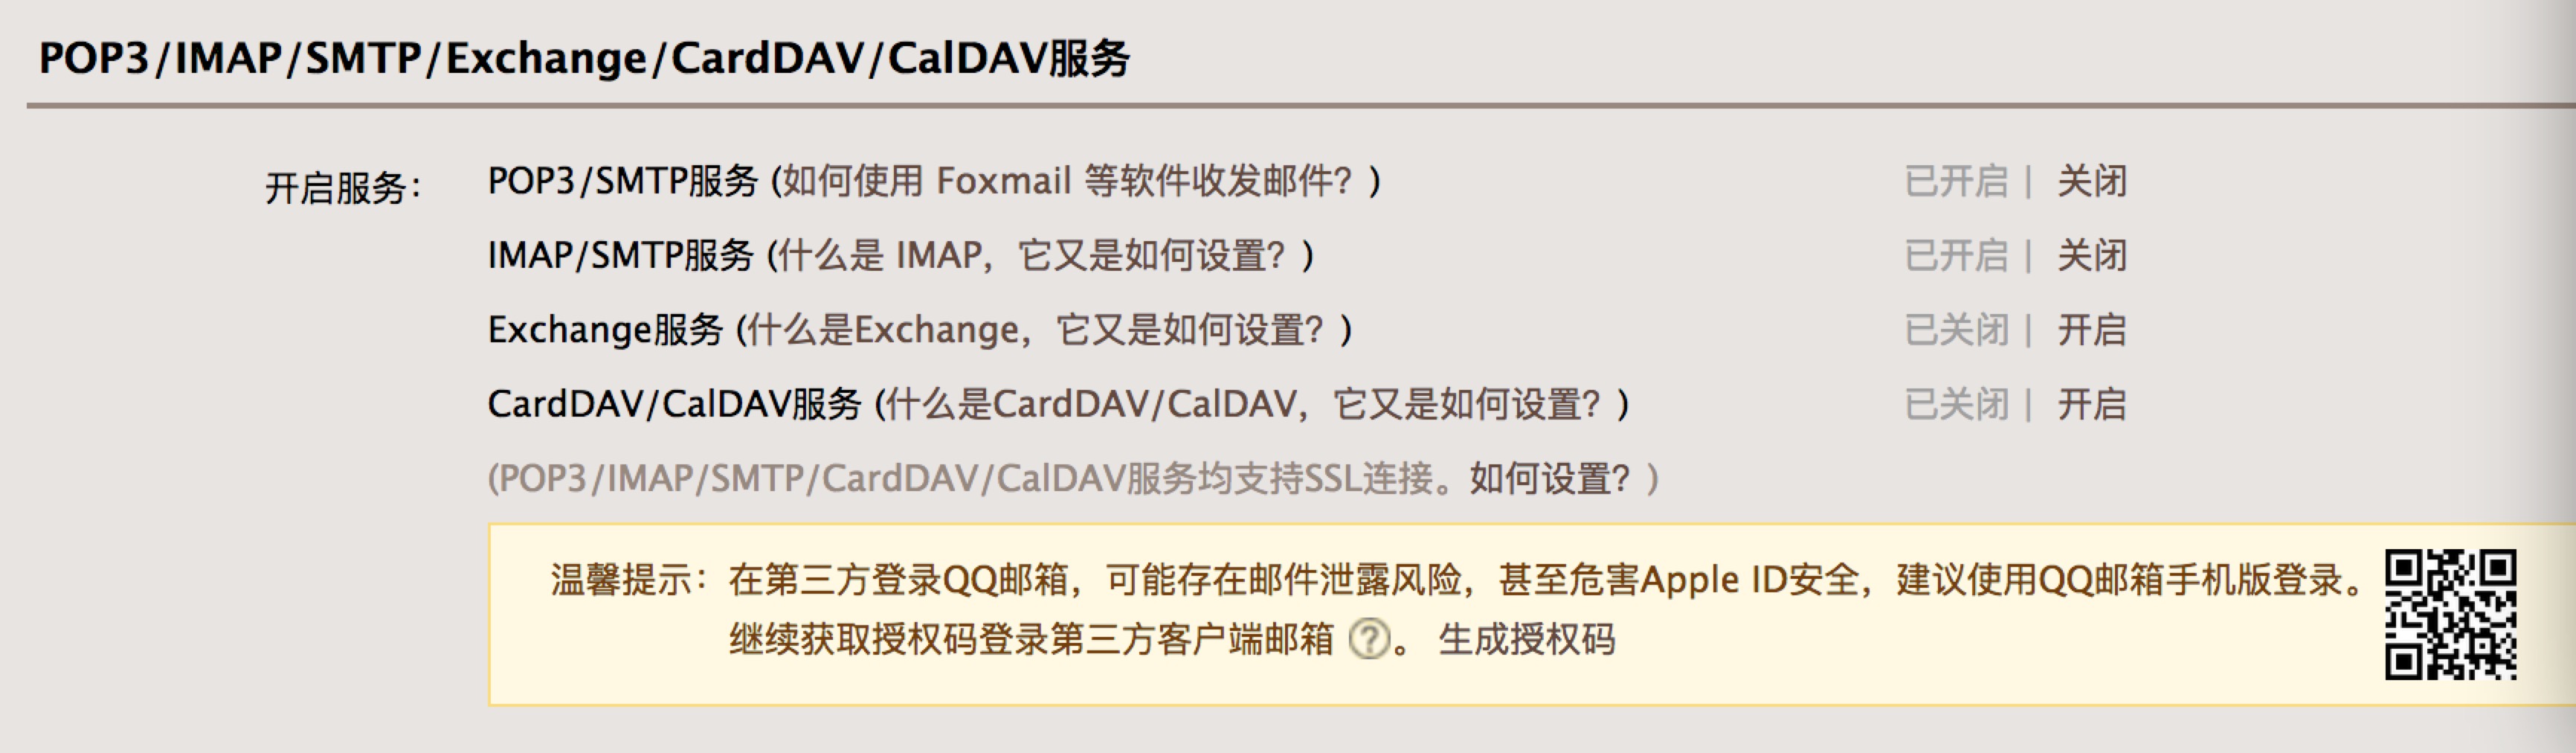 POP3/IMAP/SMTP/Exchange/CardDAV/CalDAV服务
开启服务： POP3/SMTP服务 (如何使用 Foxmail 等软件收发邮件？ ) 已开启 | 关闭
IMAP/SMTP服务 (什么是 IMAP，它又是如何设置？ ) 已开启 | 关闭
Exchange服务 (什么是Exchange，它又是如何设置？ ) 已关闭 | 开启
CardDAV/CalDAV服务 (什么是CardDAV/CalDAV，它又是如何设置？ ) 已关闭 | 开启
(POP3/IMAP/SMTP/CardDAV/CalDAV服务均支持SSL连接。如何设置？ )
温馨提示：在第三方登录QQ邮箱，可能存在邮件泄露风险，甚至危害Apple ID安全，建议使用QQ邮箱手机版登录。
继续获取授权码登录第三方客户端邮箱 ?。 生成授权码